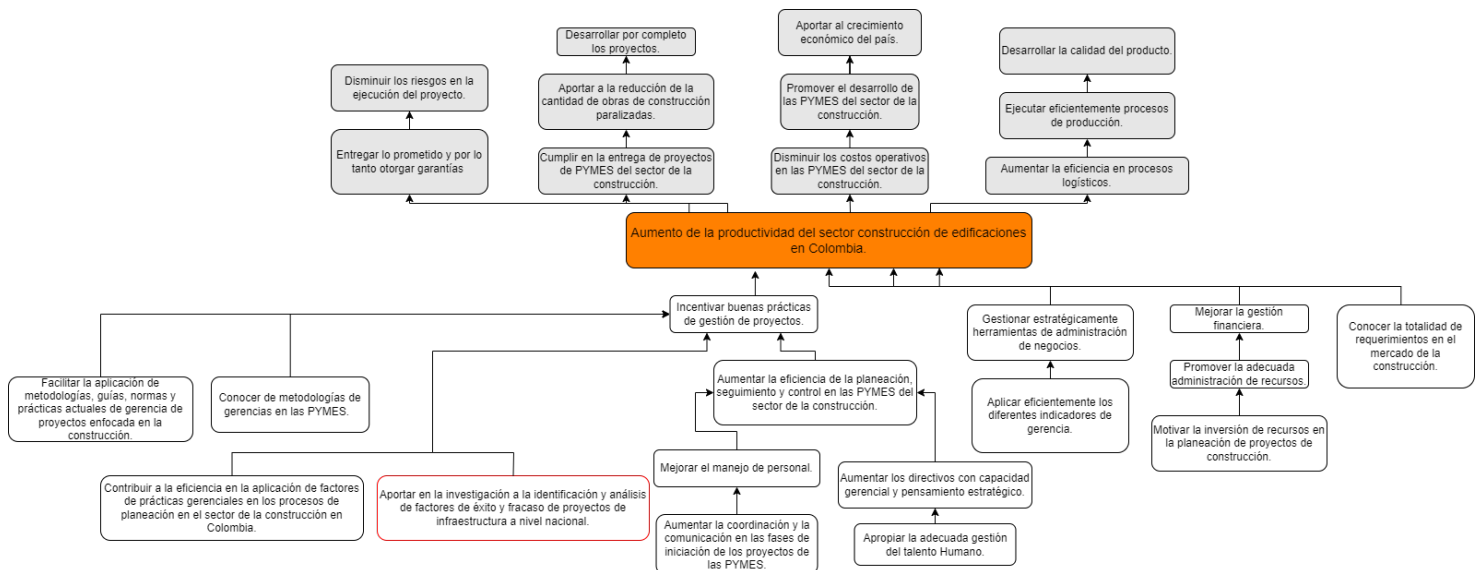 Aportar al crecimiento
económico del país.
Desarrollar por completo
los proyectos.
Desarrollar la calidad del producto.
Disminuir los riesgos en la
ejecución del proyecto.
Aportar a la reducción de la
cantidad de obras de construcción
paralizadas.
Promover el desarrollo de
las PYMES del sector de la
construcción.
Ejecutar eficientemente procesos
de producción.
Entregar lo prometido y por lo
tanto otorgar garantías
Cumplir en la entrega de proyectos
de PYMES del sector de la
construcción.
Disminuir los costos operativos
en las PYMES del sector de la
construcción.
Aumentar la eficiencia en procesos
logísticos.
Aumento de la productividad del sector construcción de edificaciones
en Colombia.
Incentivar buenas prácticas
de gestión de proyectos.
Gestionar estratégicamente
herramientas de administración
de negocios.
Mejorar la gestión
financiera.
Conocer la totalidad de
requerimientos en el
mercado de la
construcción.
Facilitar la aplicación de
metodologías, guías, normas y
prácticas actuales de gerencia de
proyectos enfocada en la
construcción.
Conocer de metodologías de
gerencias en las PYMES.
Aumentar la eficiencia de la planeación,
seguimiento y control en las PYMES del
sector de la construcción.
Promover la adecuada
administración de recursos.
Aplicar eficientemente los
diferentes indicadores de
gerencia.
Motivar la inversión de recursos en
la planeación de proyectos de
construcción.
Contribuir a la eficiencia en la aplicación de factores
de prácticas gerenciales en los procesos de
planeación en el sector de la construcción en
Colombia.
Aportar en la investigación a la identificación y análisis
de factores de éxito y fracaso de proyectos de
infraestructura a nivel nacional.
Mejorar el manejo de personal.
Aumentar los directivos con capacidad
gerencial y pensamiento estratégico.
Aumentar la coordinación y la
comunicación en las fases de
iniciación de los proyectos de
las PYMES.
Apropiar la adecuada gestión
del talento Humano.